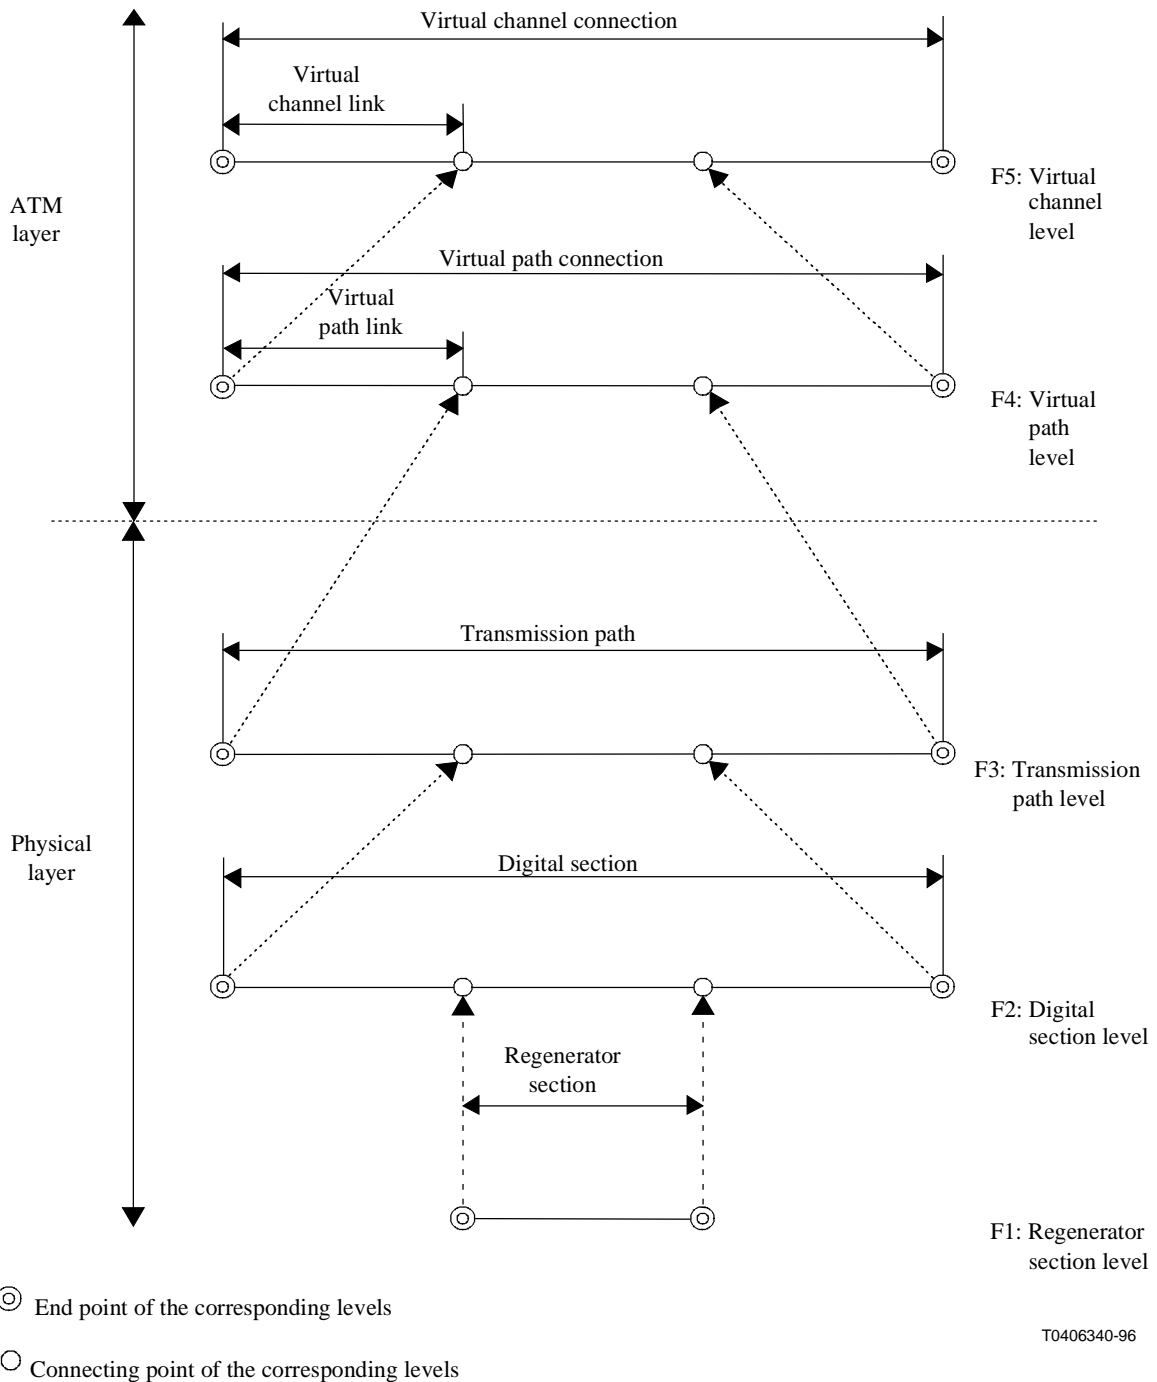 Virtual channel connection
Virtual
channel link
F5: Virtual
channel
level
ATM
layer
Virtual path connection
Virtual
path link
F4: Virtual
path
level
Transmission path
F3: Transmission
path level
Physical
layer
Digital section
F2: Digital
section level
Regenerator
section
F1: Regenerator
section level
End point of the corresponding levels
T0406340-96
Connecting point of the corresponding levels